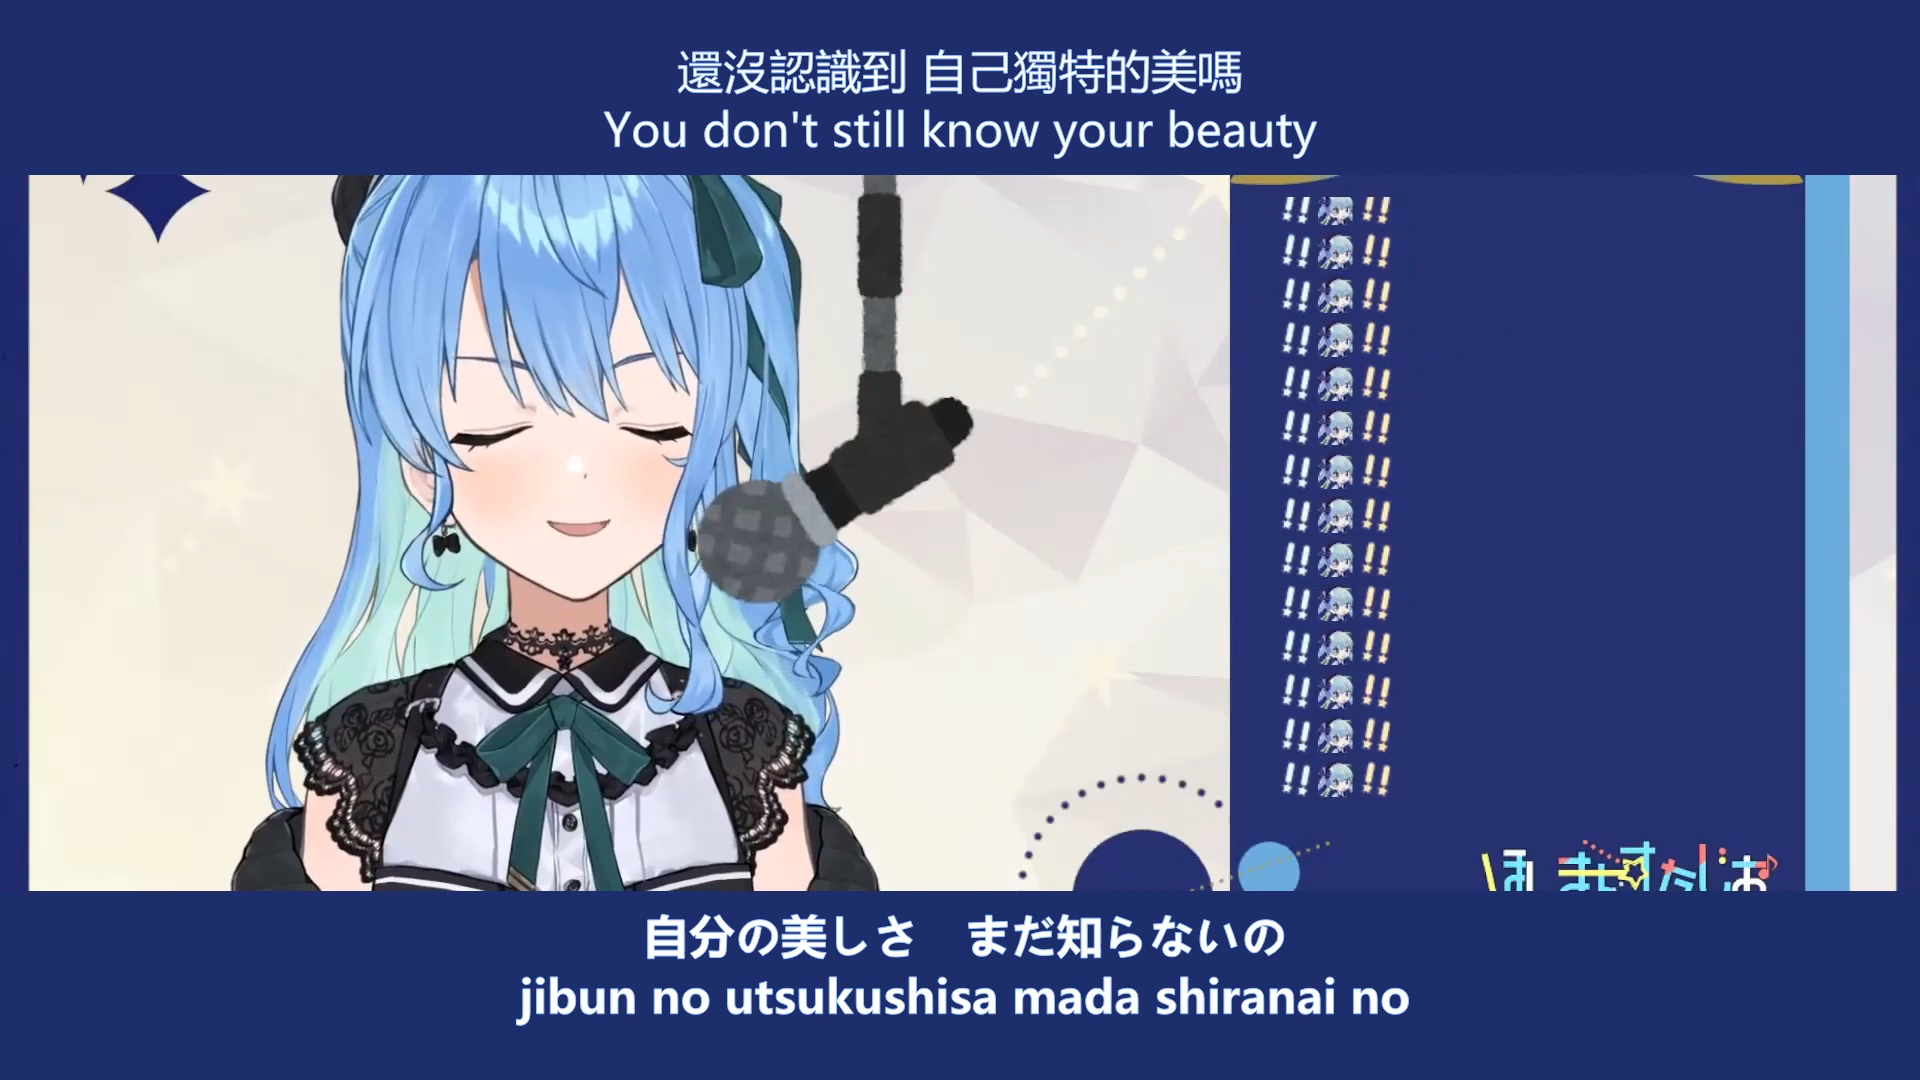 還沒認識到 自己獨特的美嗎
You don't still know your beauty
自分の美しさ　まだ知らないの
jibun no utsukushisa mada shiranai no